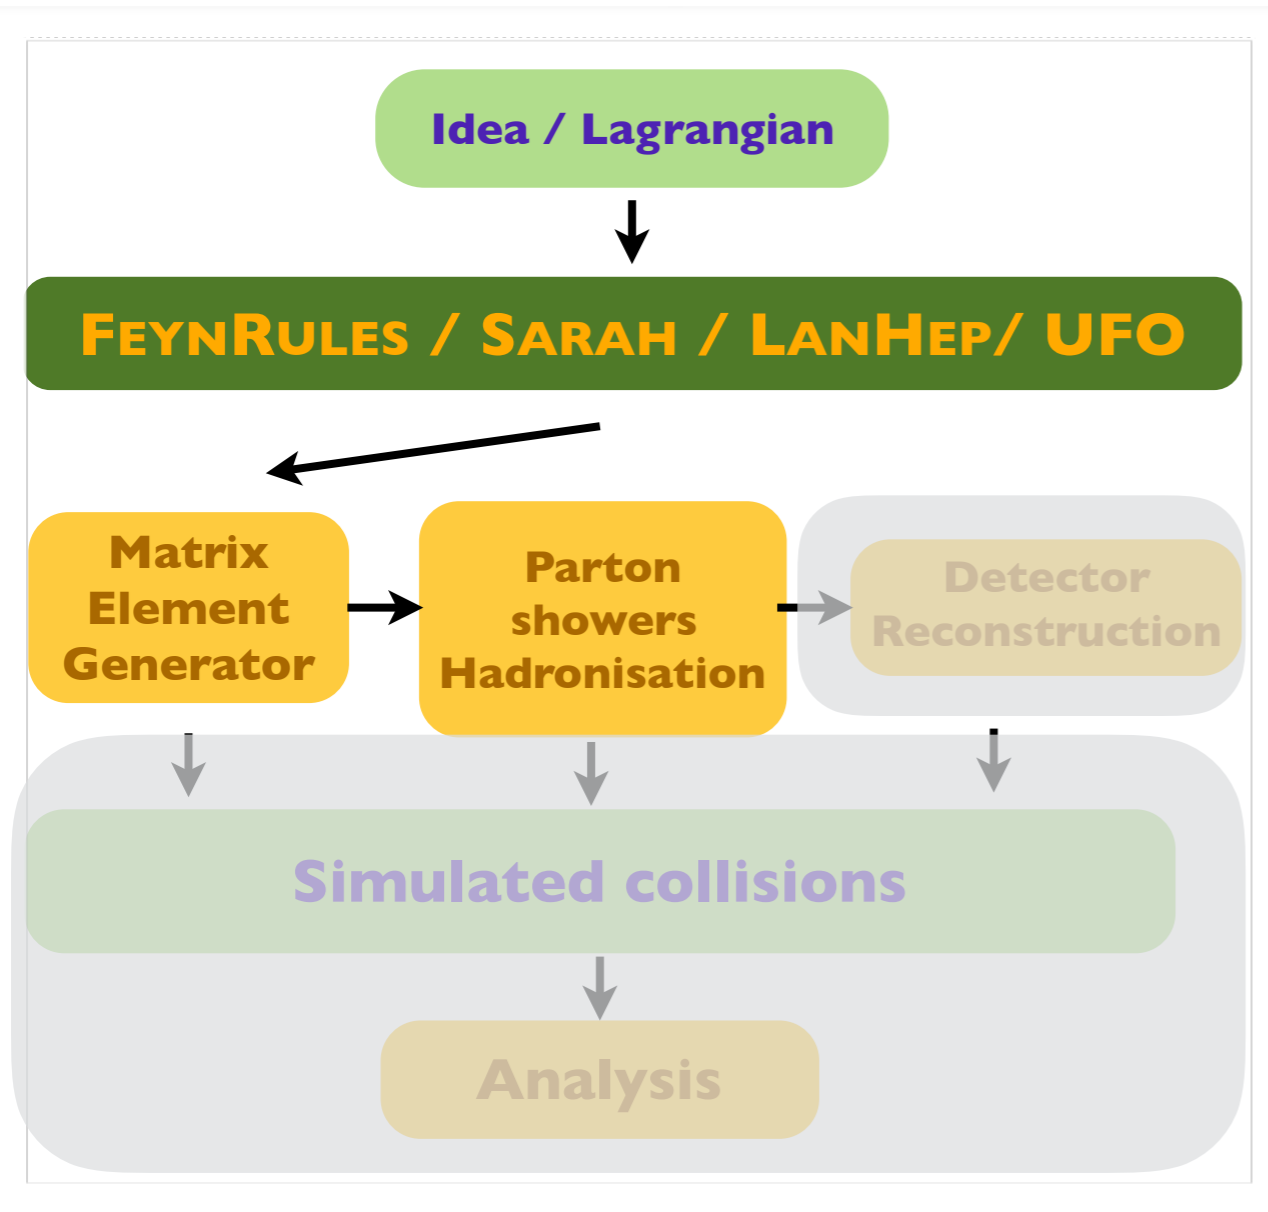 Idea / Lagrangian
FEYNRULES / SARAH / LANHEP/ UFO
Matrix
Element
Generator
Parton
showers
Hadronisation
Detector
Reconstruction
Simulated collisions
Analysis